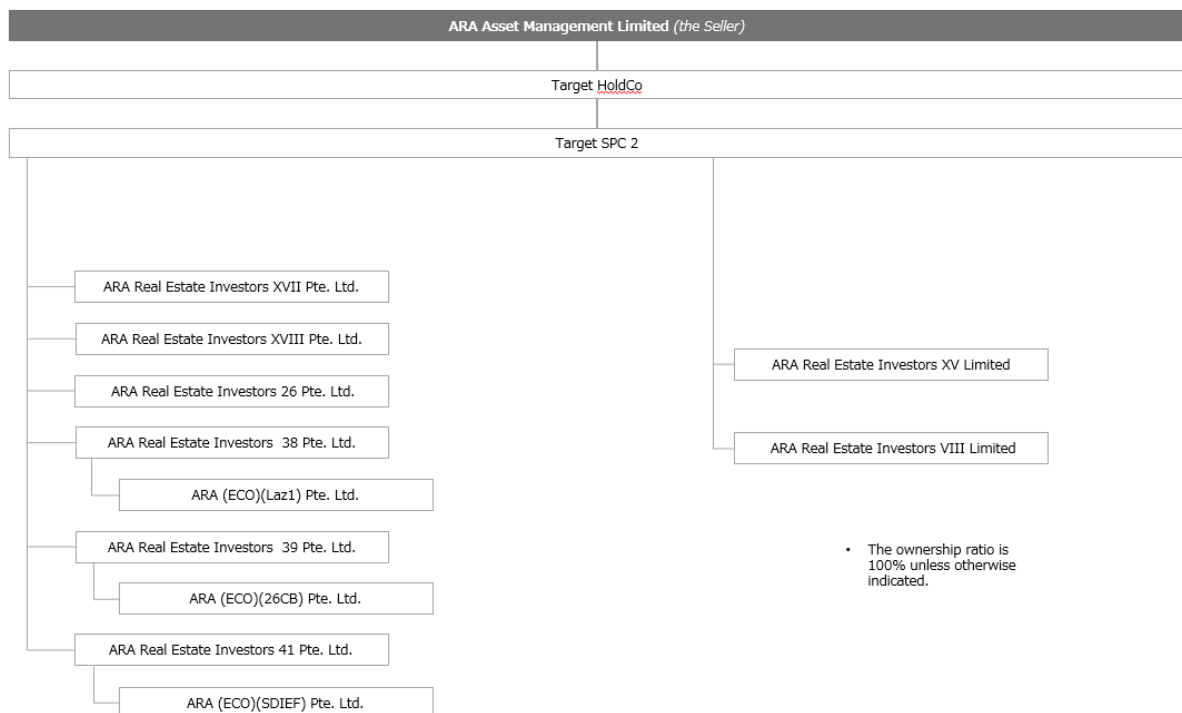 ARA Asset Management Limited (the Seller)
Target HoldCo
Target SPC 2
ARA Real Estate Investors XVII Pte. Ltd.
ARA Real Estate Investors XVIII Pte. Ltd.
ARA Real Estate Investors 26 Pte. Ltd.
ARA Real Estate Investors  38 Pte. Ltd.
ARA (ECO)(Laz1) Pte. Ltd.
ARA Real Estate Investors  39 Pte. Ltd.
ARA (ECO)(26CB) Pte. Ltd.
ARA Real Estate Investors 41 Pte. Ltd.
ARA (ECO)(SDIEF) Pte. Ltd.
ARA Real Estate Investors XV Limited
ARA Real Estate Investors VIII Limited
• The ownership ratio is
100% unless otherwise
indicated.